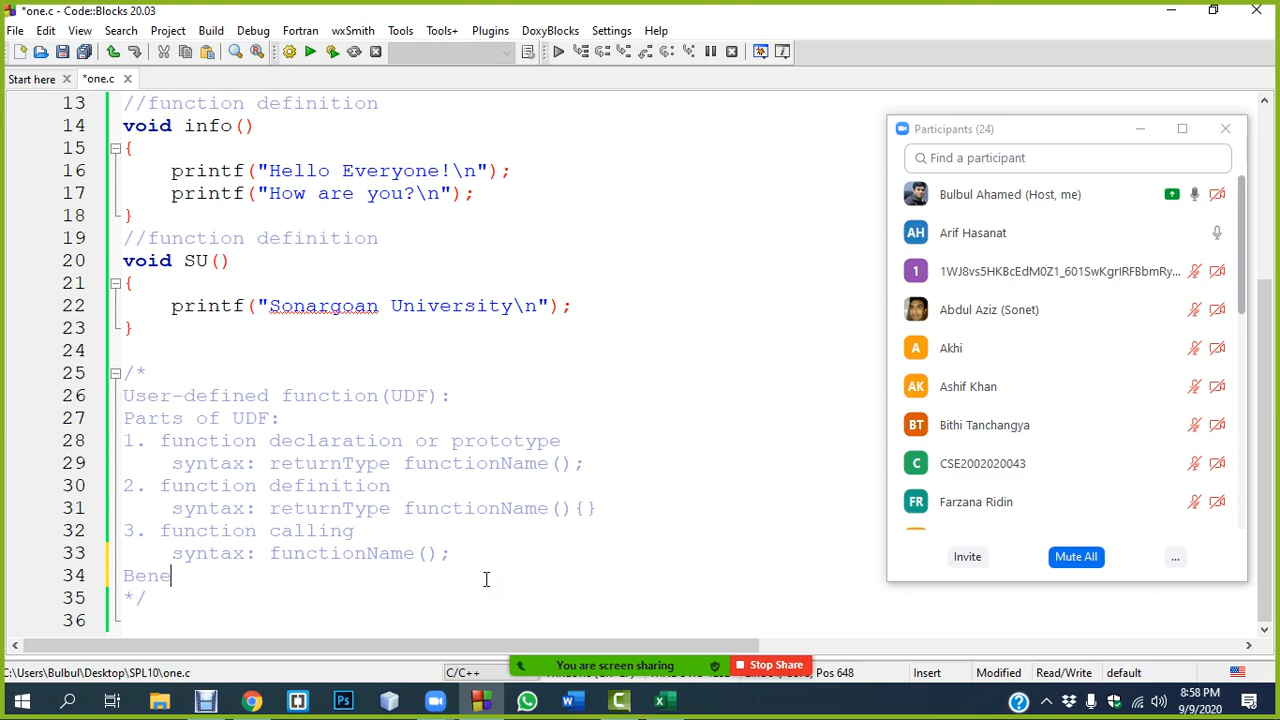 *one.c - Code::Blocks 20.03
File Edit View Search Project Build Debug Fortran wxSmith Tools Tools+ Plugins DoxyBlocks Settings Help
Start here *one.c
13 //function definition
14 void info()
15 {
16 printf("Hello Everyone!\n");
17 printf("How are you?\n");
18 }
19 //function definition
20 void SU()
21 {
22 printf("Sonargoan University\n");
23 }
24
25 /*
26 User-defined function(UDF):
27 Parts of UDF:
28 1. function declaration or prototype
29 syntax: returnType functionName();
30 2. function definition
31 syntax: returnType functionName(){}
32 3. function calling
33 syntax: functionName();
34 Bene
35 */
36
Participants (24)
Find a participant
Bulbul Ahamed (Host, me)
AH Arif Hasanat
1 1WJ8vs5HKBcEdM0Z1_601SwKgrIRFBbmRy...
Abdul Aziz (Sonet)
A Akhi
AK Ashif Khan
BT Bithi Tanchangya
C CSE2002020043
FR Farzana Ridin
Invite Mute All ...
You are screen sharing Stop Share
C:\Users\Bulbul\Desktop\SPL10\one.c C/C++ Pos 648 Insert Modified Read/Write default
8:58 PM
9/9/2020